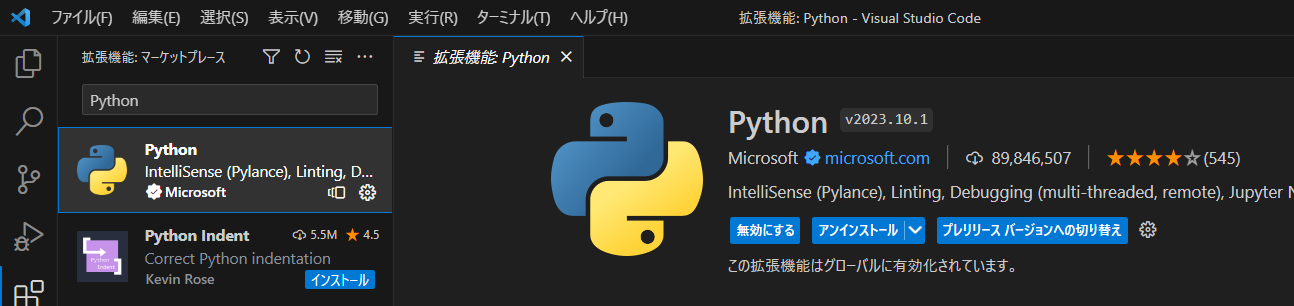 ファイル(F) 編集(E) 選択(S) 表示(V) 移動(G) 実行(R) ターミナル(T) ヘルプ(H) 拡張機能: Python - Visual Studio Code
拡張機能: マーケットプレース
Python
Python
IntelliSense (Pylance), Linting, D...
Microsoft
Python Indent 5.5M 4.5
Correct Python indentation
Kevin Rose インストール
Python
Indent
拡張機能: Python
Python v2023.10.1
Microsoft microsoft.com 89,846,507 (545)
IntelliSense (Pylance), Linting, Debugging (multi-threaded, remote), Jupyter N
無効にする アンインストール プレリリース バージョンへの切り替え
この拡張機能はグローバルに有効化されています。